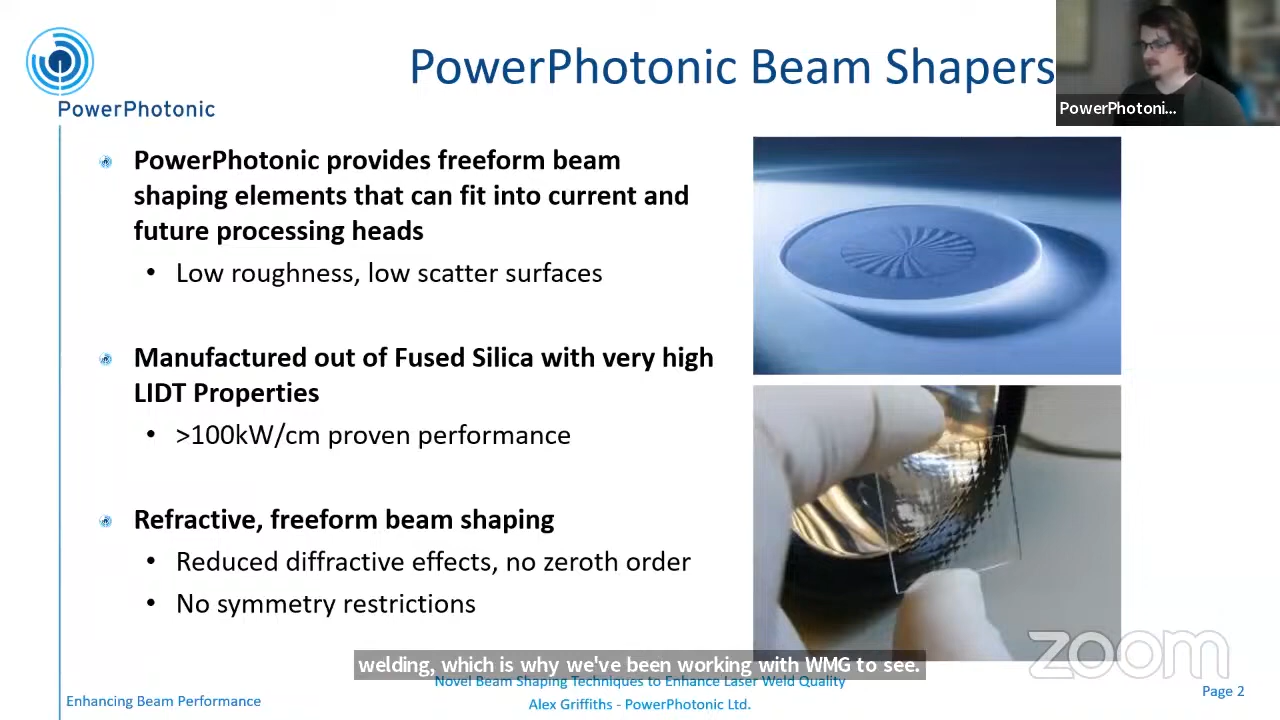 PowerPhotonic Beam Shapers
PowerPhotonic
PowerPhotoni...
PowerPhotonic provides freeform beam
shaping elements that can fit into current and
future processing heads
• Low roughness, low scatter surfaces
Manufactured out of Fused Silica with very high
LIDT Properties
• >100kW/cm proven performance
Refractive, freeform beam shaping
• Reduced diffractive effects, no zeroth order
• No symmetry restrictions
zoom
welding, which is why we've been working with WMG to see.
Novel Beam Shaping Techniques to Enhance Laser Weld Quality
Enhancing Beam Performance
Alex Griffiths - PowerPhotonic Ltd.
Page 2